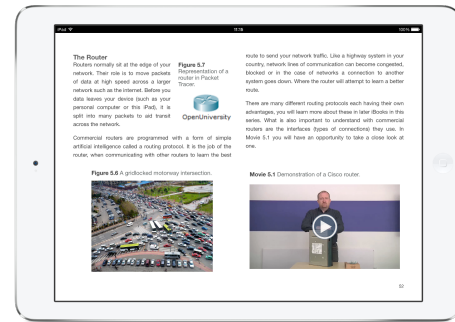 iPad
11:16
100%
The Router
Routers normally sit at the edge of your
network, Their role is to move packets
of data at high speed across a larger
network such as the internet. Before you
data leaves your device (such as your
personal computer or this iPad), it is
split into many packets to aid transit
across the network.
Figure 5.7
Representation of a
router in Packet
Tracer.
OpenUniversity
Commercial routers are programmed with a form of simple
artificial intelligence called a routing protocol. It is the job of the
router, when communicating with other routers to learn the best
Figure 5.6 A gridlocked motorway intersection.
route to send your network traffic, Like a highway system in your
country, network lines of communication can become congested,
blocked or in the case of networks a connection to another
system goes down. Where the router will attempt to learn a better
route.
There are many different routing protocols each having their own
advantages, you will learn more about these in later iBooks in this
series. What is also important to understand with commercial
routers are the interfaces (types of connections) they use. In
Movie 5.1 you will have an opportunity to take a close look at
one.
Movie 5.1 Demonstration of a Cisco router.
52